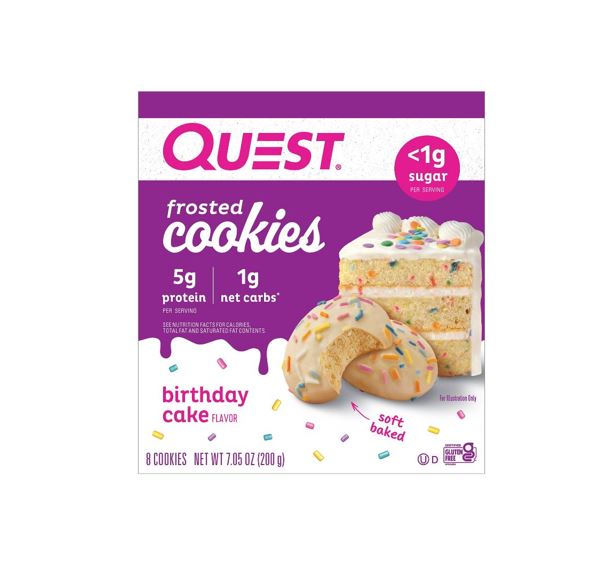 QUEST®
<1g
sugar
PER SERVING
frosted
cookies
5g
protein
PER SERVING
1g
net carbs*
SEE NUTRITION FACTS FOR CALORIES,
TOTAL FAT AND SATURATED FAT CONTENTS
birthday
cake FLAVOR
For Illustration Only
soft
baked
8 COOKIES NET WT 7.05 OZ (200 g)
U D
CERTIFIED
GLUTEN
FREE